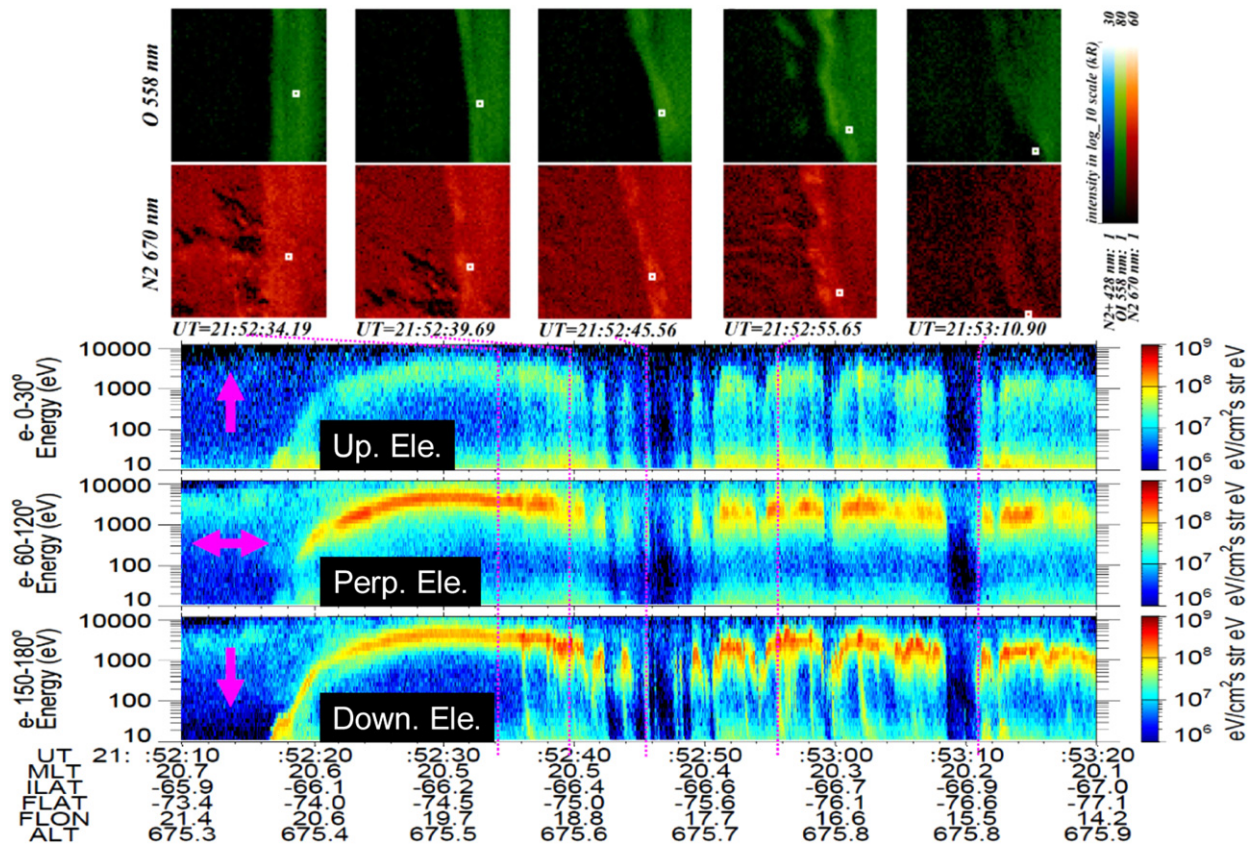 O 558 nm
N2 670 nm
30
80
60
intensity in log_10 scale (kR)
N2+ 428 nm: 1
OI 558 nm: 1
N2 670 nm: 1
UT=21:52:34.19 UT=21:52:39.69 UT=21:52:45.56 UT=21:52:55.65 UT=21:53:10.90
e- 0-30º
Energy (eV)
10000
1000
100
10
Up. Ele.
10⁹
10⁸
10⁷
10⁶
eV/cm² s str eV
e- 60-120º
Energy (eV)
10000
1000
100
10
Perp. Ele.
10⁹
10⁸
10⁷
10⁶
eV/cm² s str eV
e- 150-180º
Energy (eV)
10000
1000
100
10
Down. Ele.
10⁹
10⁸
10⁷
10⁶
eV/cm² s str eV
UT 21: :52:10 :52:20 :52:30 :52:40 :52:50 :53:00 :53:10 :53:20
MLT 20.7 20.6 20.5 20.5 20.4 20.3 20.2 20.1
ILAT -65.9 -66.1 -66.2 -66.4 -66.6 -66.7 -66.9 -67.0
FLAT -73.4 -74.0 -74.5 -75.0 -75.6 -76.1 -76.6 -77.1
FLON 21.4 20.6 19.7 18.8 17.7 16.6 15.5 14.2
ALT 675.3 675.4 675.5 675.6 675.7 675.8 675.8 675.9